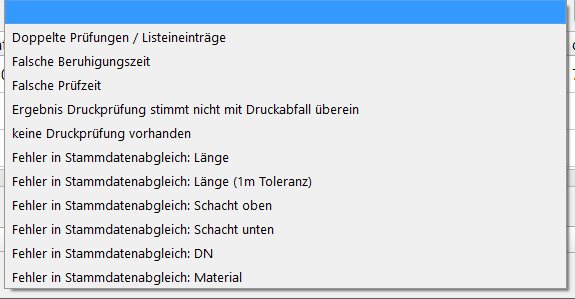 Doppelte Prüfungen / Listeineinträge
Falsche Beruhigungszeit
Falsche Prüfzeit
Ergebnis Druckprüfung stimmt nicht mit Druckabfall überein
keine Druckprüfung vorhanden
Fehler in Stammdatenabgleich: Länge
Fehler in Stammdatenabgleich: Länge (1m Toleranz)
Fehler in Stammdatenabgleich: Schacht oben
Fehler in Stammdatenabgleich: Schacht unten
Fehler in Stammdatenabgleich: DN
Fehler in Stammdatenabgleich: Material